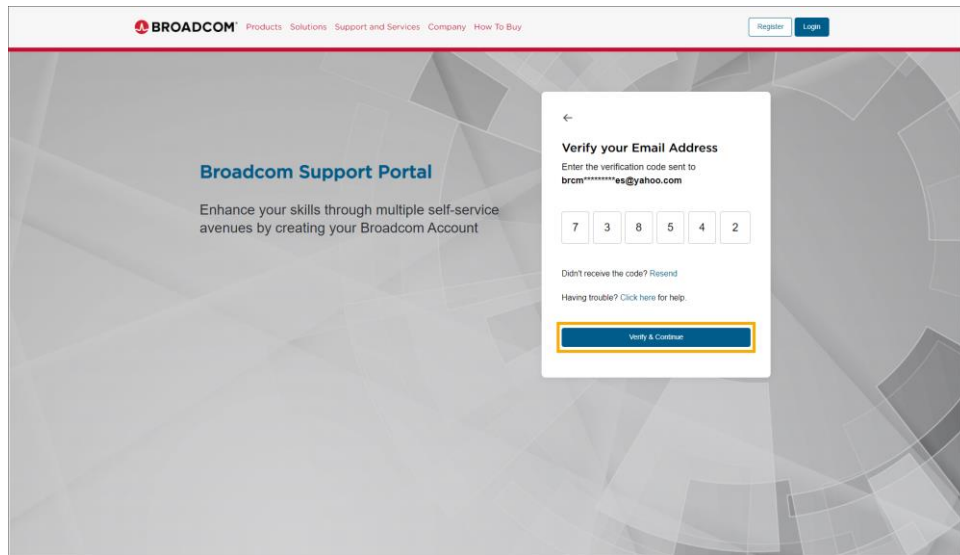 BROADCOM Products Solutions Support and Services Company How To Buy Register Login
Broadcom Support Portal
Enhance your skills through multiple self-service
avenues by creating your Broadcom Account
←
Verify your Email Address
Enter the verification code sent to
brcm*********es@yahoo.com
7 3 8 5 4 2
Didn't receive the code? Resend
Having trouble? Click here for help.
Verify & Continue